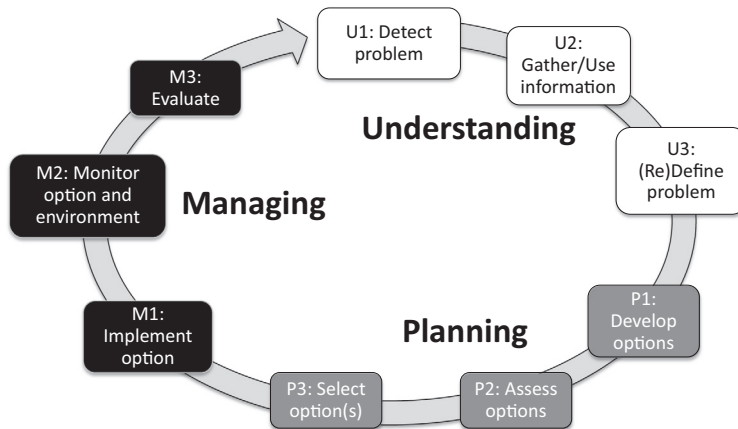 U1: Detect
problem
U2:
Gather/Use
information
U3:
(Re)Define
problem
Understanding
P1:
Develop
options
P2: Assess
options
P3: Select
option(s)
Planning
M1:
Implement
option
M2: Monitor
option and
environment
M3:
Evaluate
Managing